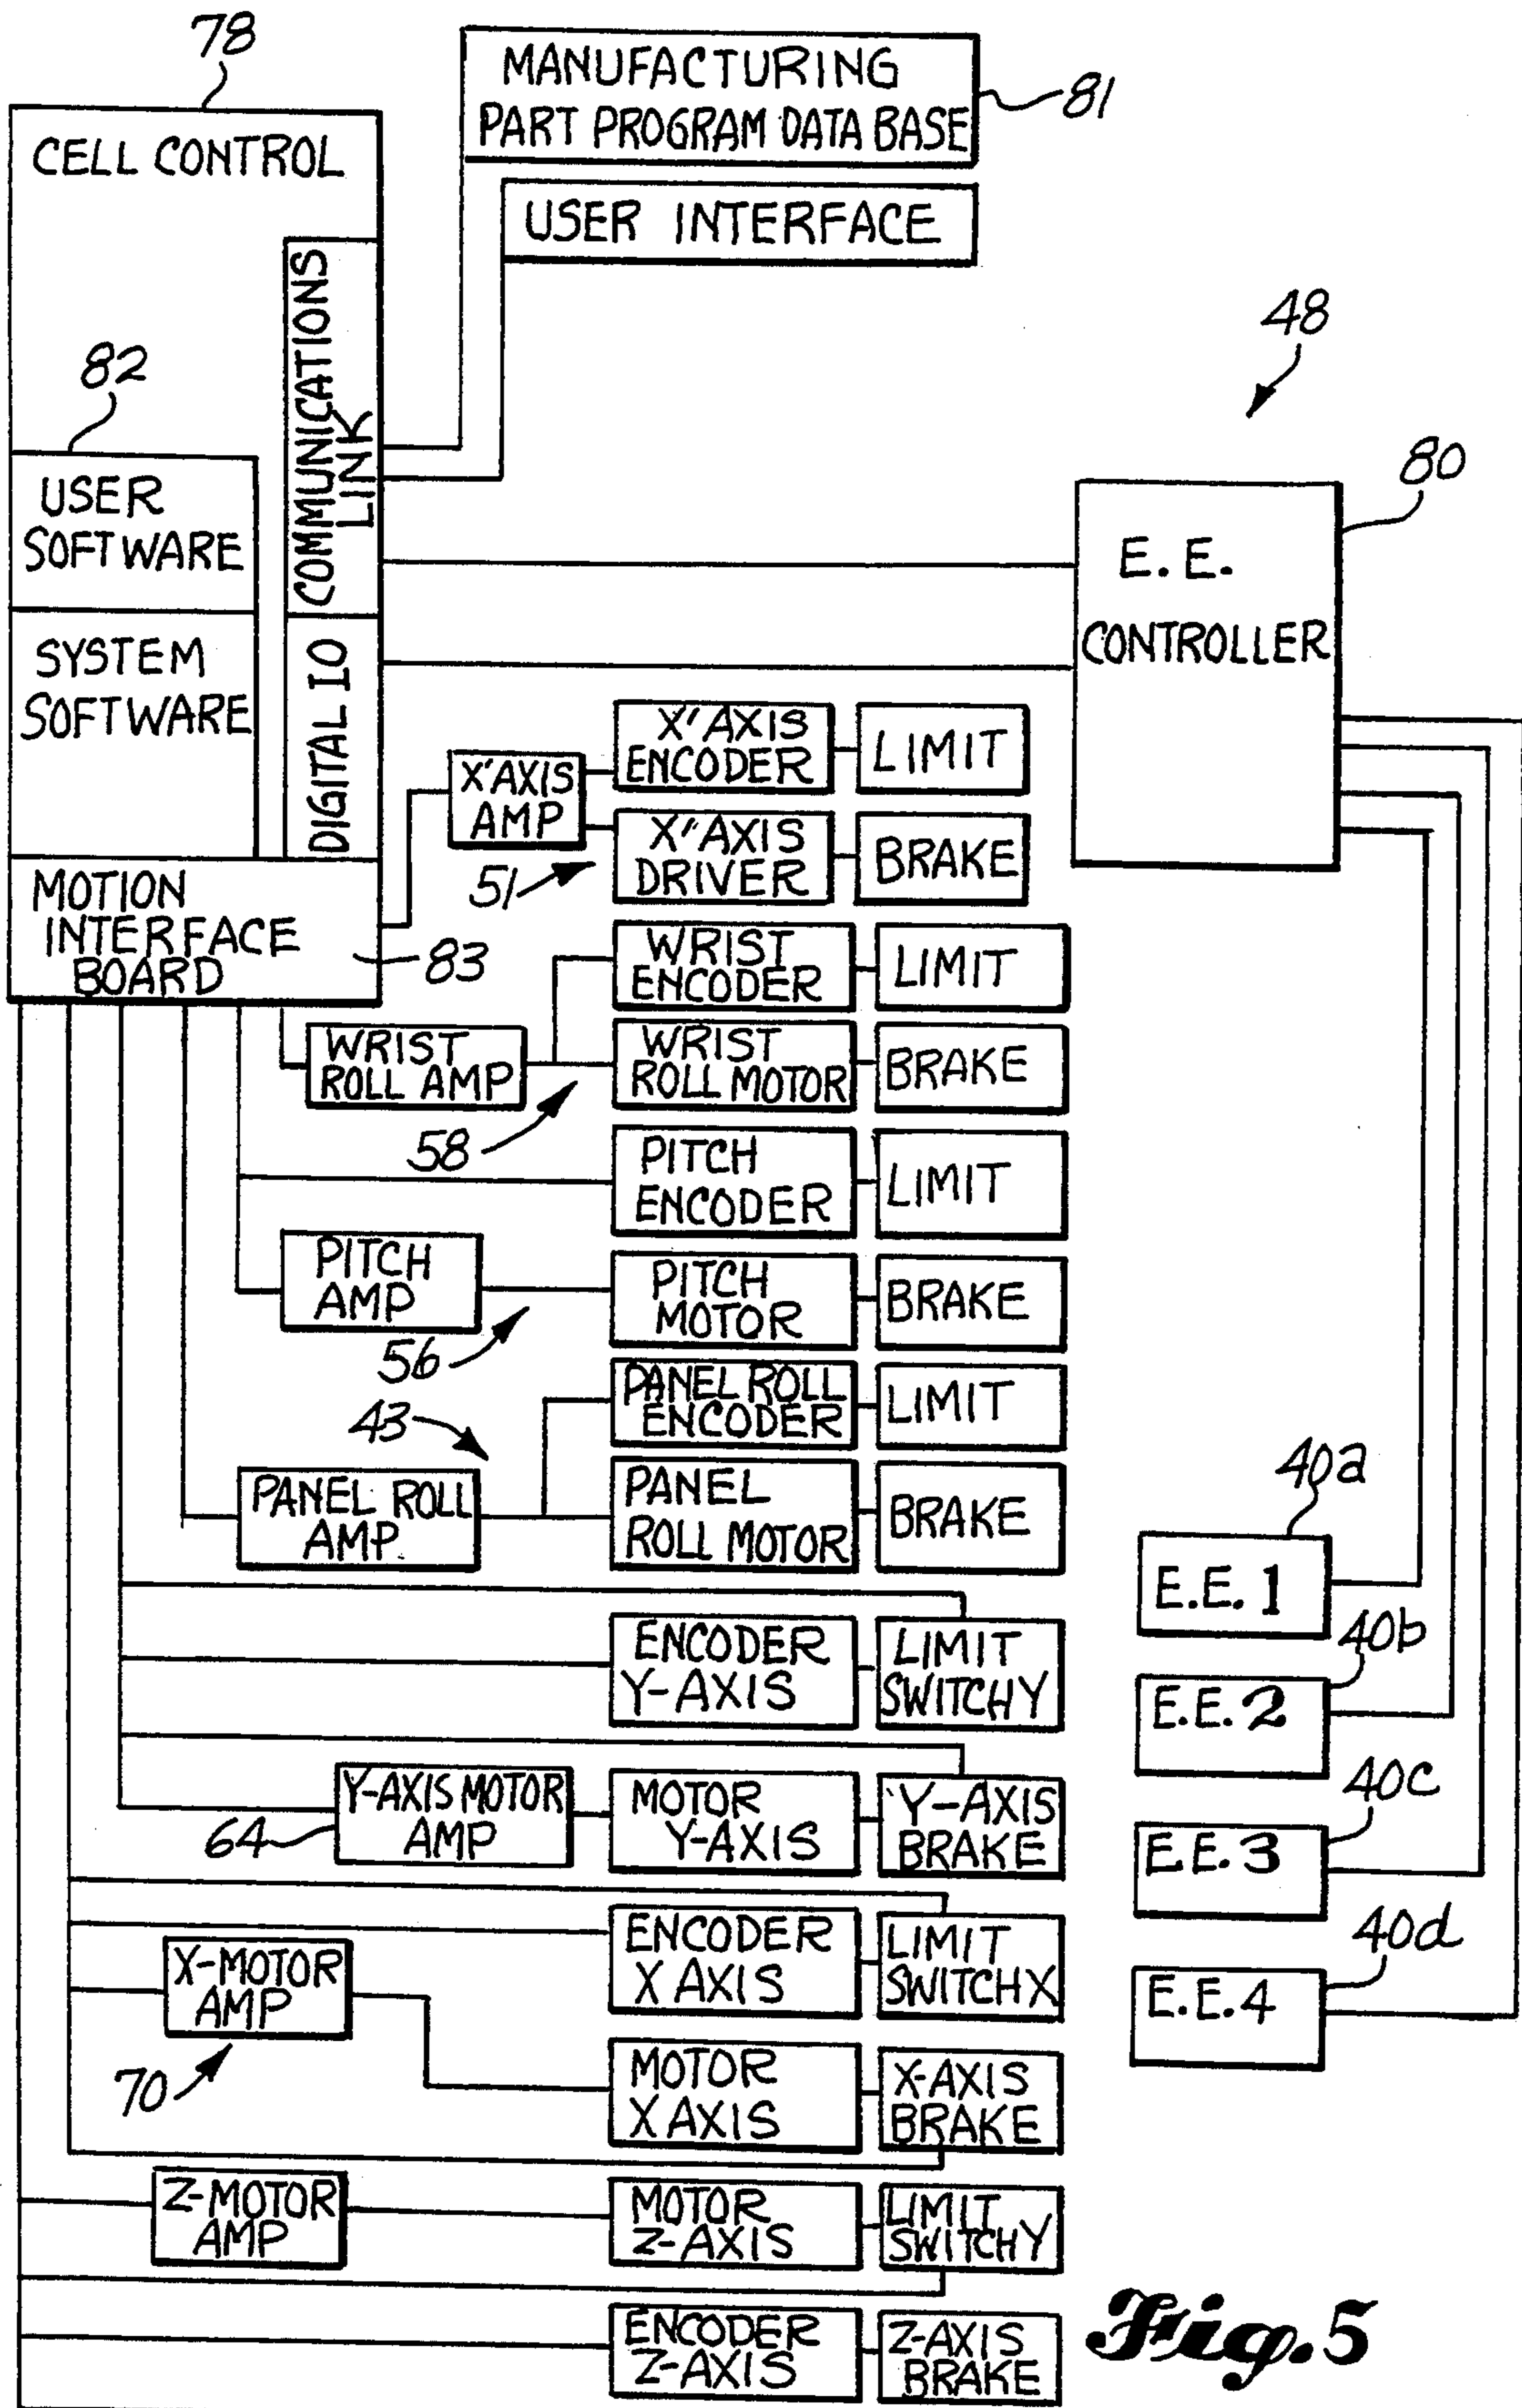 78
MANUFACTURING
PART PROGRAM DATA BASE
81
CELL CONTROL
USER INTERFACE
COMMUNICATIONS
LINK
48
82
80
USER
SOFTWARE
E. E.
CONTROLLER
SYSTEM
SOFTWARE
DIGITAL IO
X'AXIS
AMP
X'AXIS
ENCODER
LIMIT
51
X'AXIS
DRIVER
BRAKE
MOTION
INTERFACE
BOARD
83
WRIST
ENCODER
LIMIT
WRIST
ROLL AMP
WRIST
ROLL MOTOR
BRAKE
58
PITCH
ENCODER
LIMIT
PITCH
AMP
PITCH
MOTOR
BRAKE
56
PANEL ROLL
ENCODER
LIMIT
43
PANEL ROLL
AMP
PANEL
ROLL MOTOR
BRAKE
40a
E.E. 1
ENCODER
Y-AXIS
LIMIT
SWITCHY
40b
E.E. 2
Y-AXIS MOTOR
AMP
64
MOTOR
Y-AXIS
Y-AXIS
BRAKE
40c
E.E. 3
ENCODER
X AXIS
LIMIT
SWITCHX
40d
E.E. 4
X-MOTOR
AMP
70
MOTOR
X AXIS
X-AXIS
BRAKE
Z-MOTOR
AMP
MOTOR
Z-AXIS
LIMIT
SWITCHY
ENCODER
Z-AXIS
Z-AXIS
BRAKE
Fig. 5